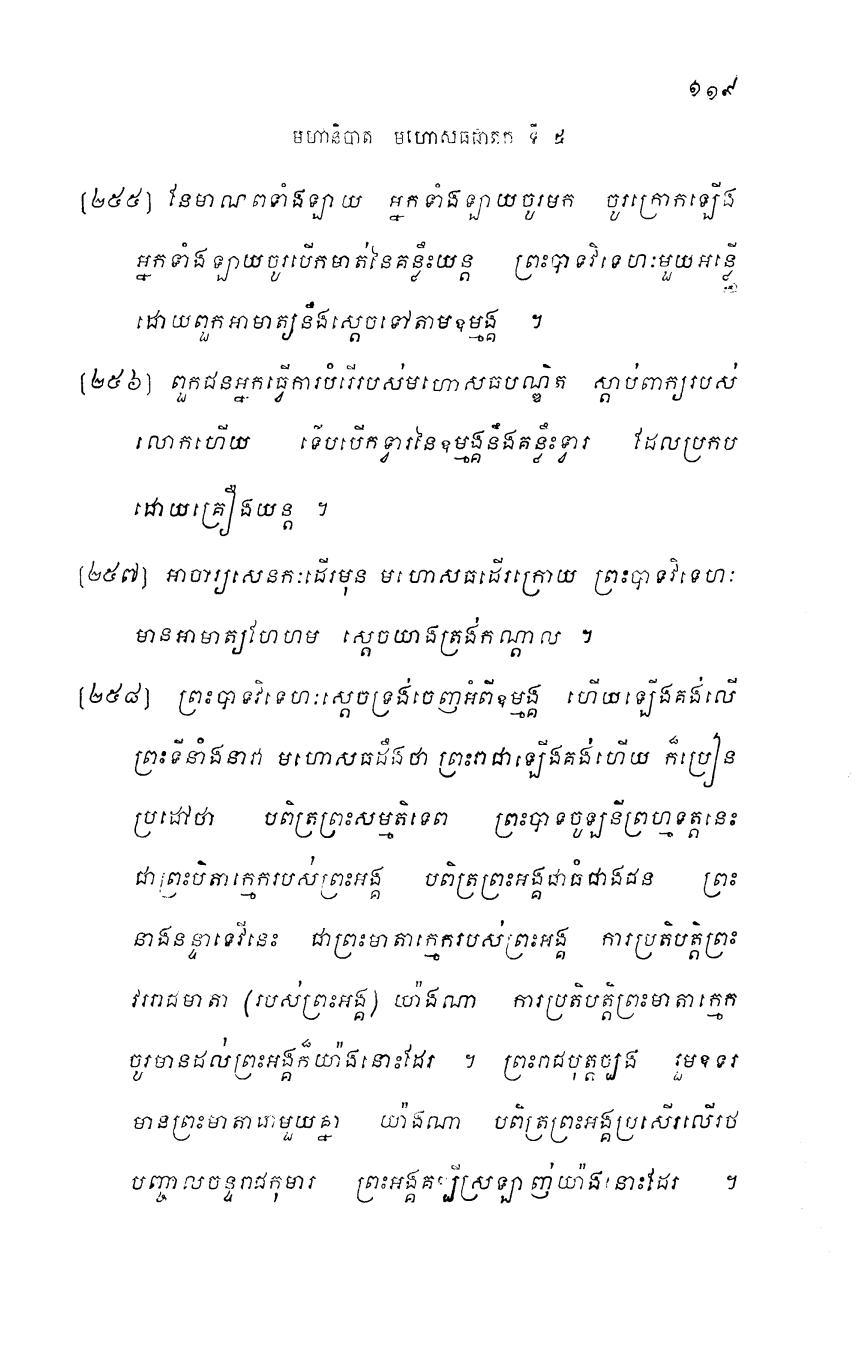 ១១៩
មហានិបាត មហោសធជាតក ទី ៥
[២៥៥] នែមាណពទាំងឡាយ អ្នកទាំងឡាយចូរមក ចូរក្រោកឡើង
អ្នកទាំងឡាយចូរបើកមាត់នៃគន្លឹះយន្ត ព្រះបាទវិទេហៈមួយអន្លើ
ដោយពួកអាមាត្យនឹងស្តេចទៅតាមឧម្មង្គ ។
[២៥៦] ពួកជនអ្នកធ្វើការបំរើរបស់មហោសធបណ្ឌិត ស្តាប់ពាក្យរបស់
លោកហើយ ទើបបើកទ្វារនៃឧម្មង្គនឹងគន្លឹះទ្វារ ដែលប្រកប
ដោយគ្រឿងយន្ត ។
[២៥៧] អាចារ្យសេនកៈដើរមុន មហោសធដើរក្រោយ ព្រះបាទវិទេហៈ
មានអាមាត្យហែហម ស្តេចយាងត្រង់កណ្តាល ។
[២៥៨] ព្រះបាទវិទេហៈស្តេចទ្រង់ចេញអំពីឧម្មង្គ ហើយឡើងគង់លើ
ព្រះទីនាំងនាវា មហោសធដឹងថា ព្រះរាជាឡើងគង់ហើយ ក៏ប្រៀន
ប្រដៅថា បពិត្រព្រះសម្មតិទេព ព្រះបាទចូឡនីព្រហ្មទត្តនេះ
ជាព្រះបិតាក្មេករបស់ព្រះអង្គ បពិត្រព្រះអង្គជាធំជាងជន ព្រះ
នាងនន្ទាទេវីនេះ ជាព្រះមាតាក្មេករបស់ព្រះអង្គ ការប្រតិបត្តិព្រះ
វររាជមាតា (របស់ព្រះអង្គ) យ៉ាងណា ការប្រតិបត្តិព្រះមាតាក្មេក
ចូរមានដល់ព្រះអង្គក៏យ៉ាងនោះដែរ ។ ព្រះរាជបុត្តច្បង រួមឧទរ
មានព្រះមាតាជាមួយគ្នា យ៉ាងណា បពិត្រព្រះអង្គប្រសើរលើរថ
បញ្ចាលចន្ទរាជកុមារ ព្រះអង្គគប្បីស្រឡាញ់យ៉ាងនោះដែរ ។